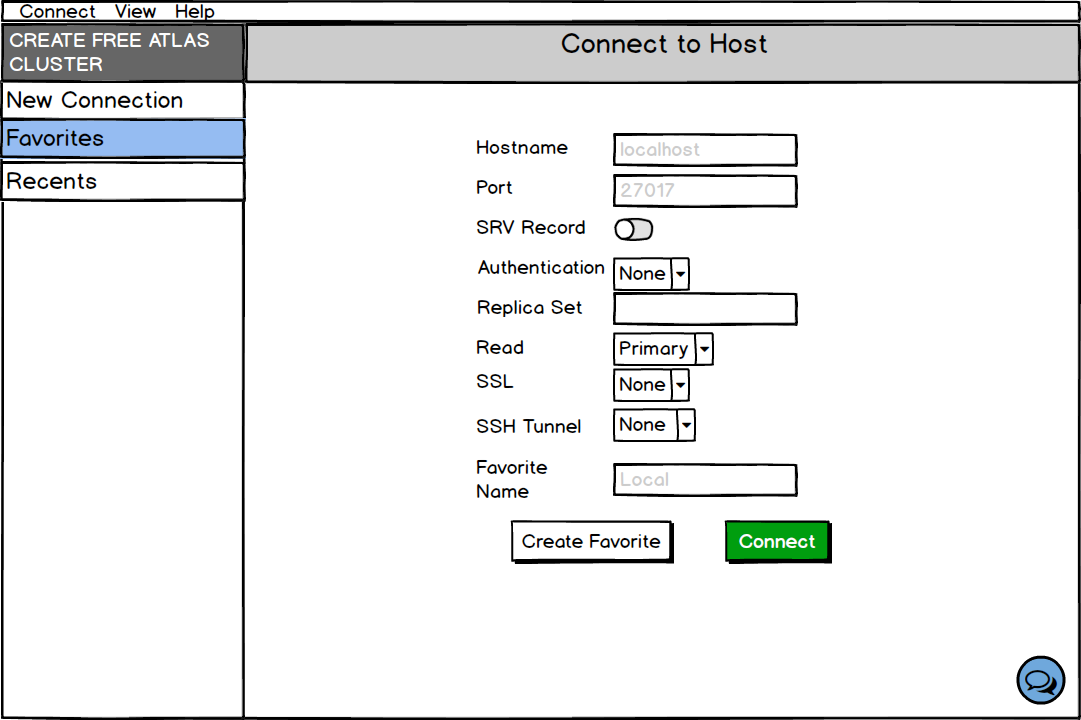 Connect View Help
CREATE FREE ATLAS
CLUSTER
Connect to Host
New Connection
Favorites
Recents
Hostname localhost
Port 27017
SRV Record
Authentication None
Replica Set
Read Primary
SSL None
SSH Tunnel None
Favorite
Name
Local
Create Favorite Connect